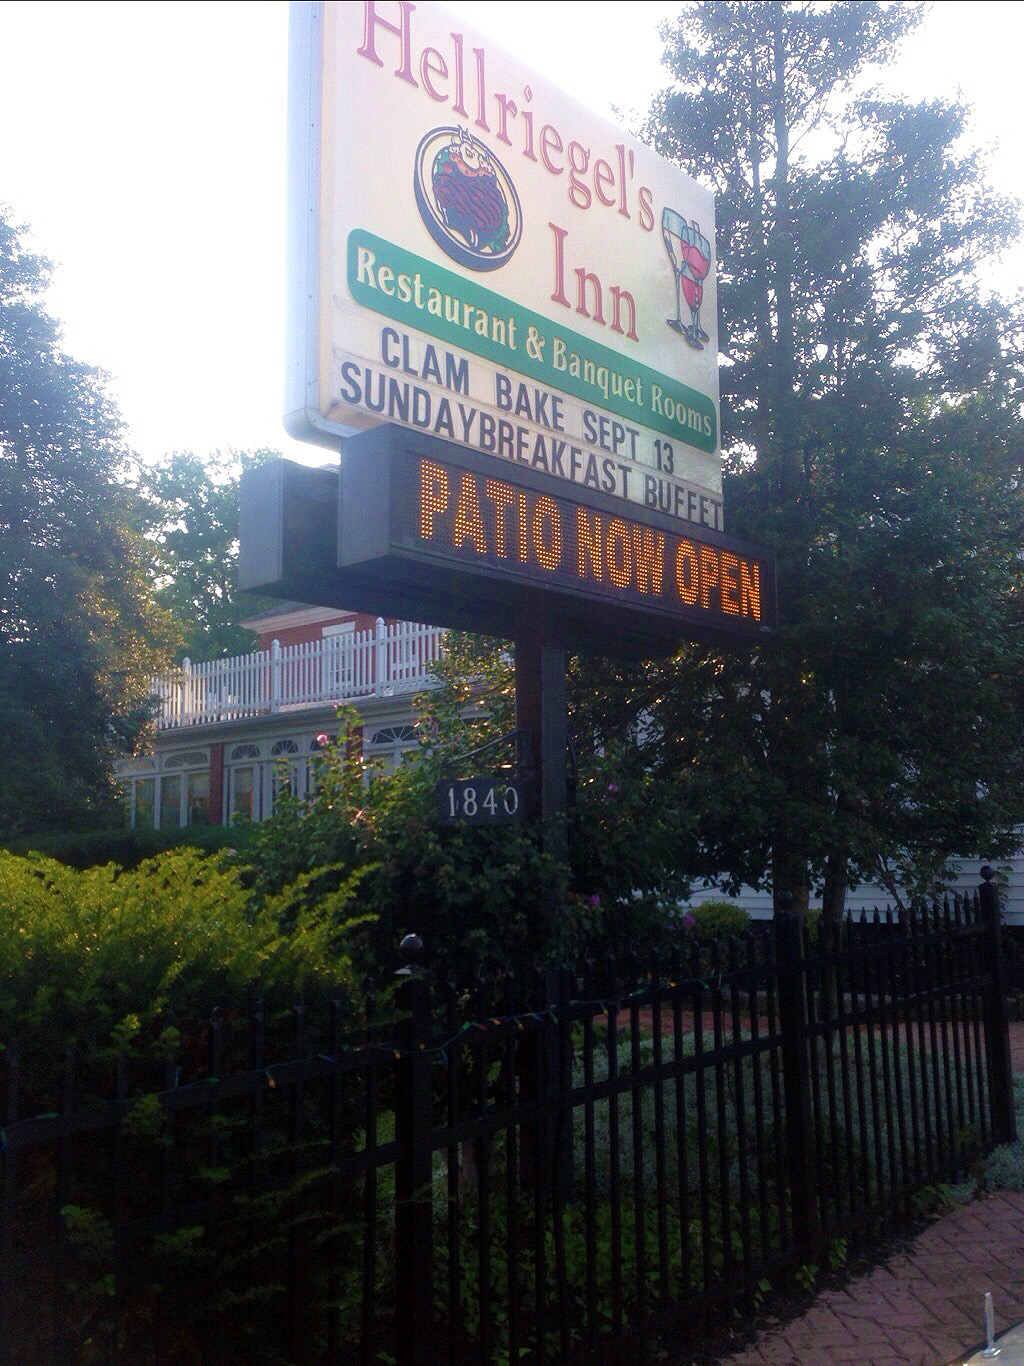 Hellriegel's
Inn
Restaurant & Banquet Rooms
CLAM BAKE SEPT 13
SUNDAYBREAKFAST BUFFET
PATIO NOW OPEN
1840